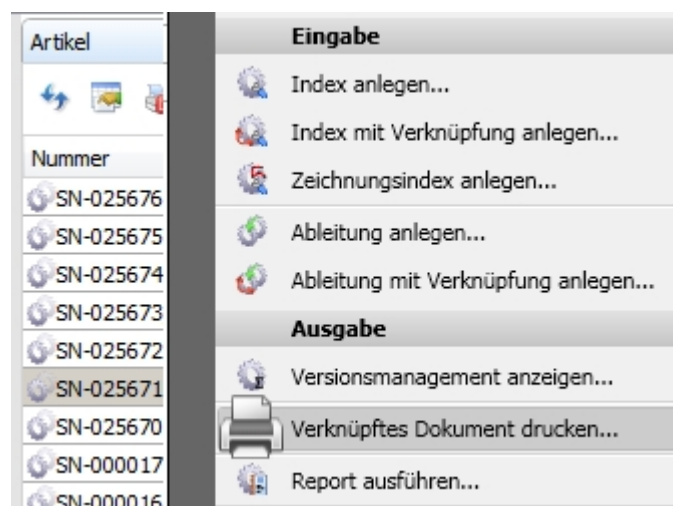 Artikel
Nummer
SN-025676
SN-025675
SN-025674
SN-025673
SN-025672
SN-025671
SN-025670
SN-000017
SN-000016
Eingabe
Index anlegen...
Index mit Verknüpfung anlegen...
Zeichnungsindex anlegen...
Ableitung anlegen...
Ableitung mit Verknüpfung anlegen...
Ausgabe
Versionsmanagement anzeigen...
Verknüpftes Dokument drucken...
Report ausführen...